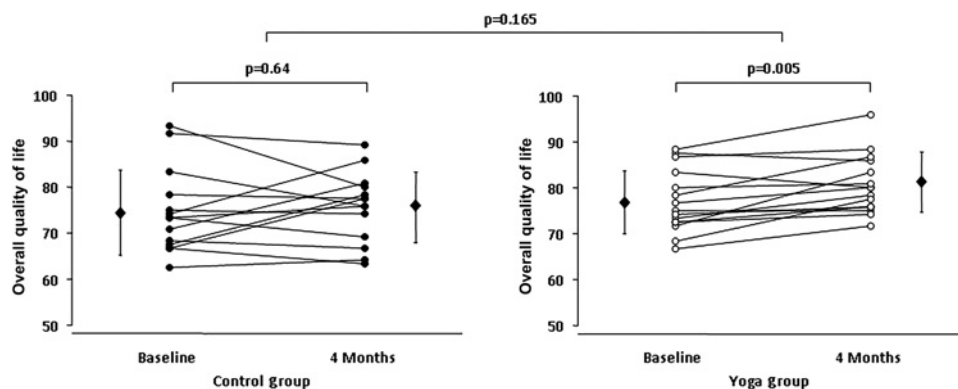 p=0.165
p=0.64
p=0.005
Overall quality of life
100
90
80
70
60
50
Baseline
4 Months
Control group
Overall quality of life
100
90
80
70
60
50
Baseline
4 Months
Yoga group